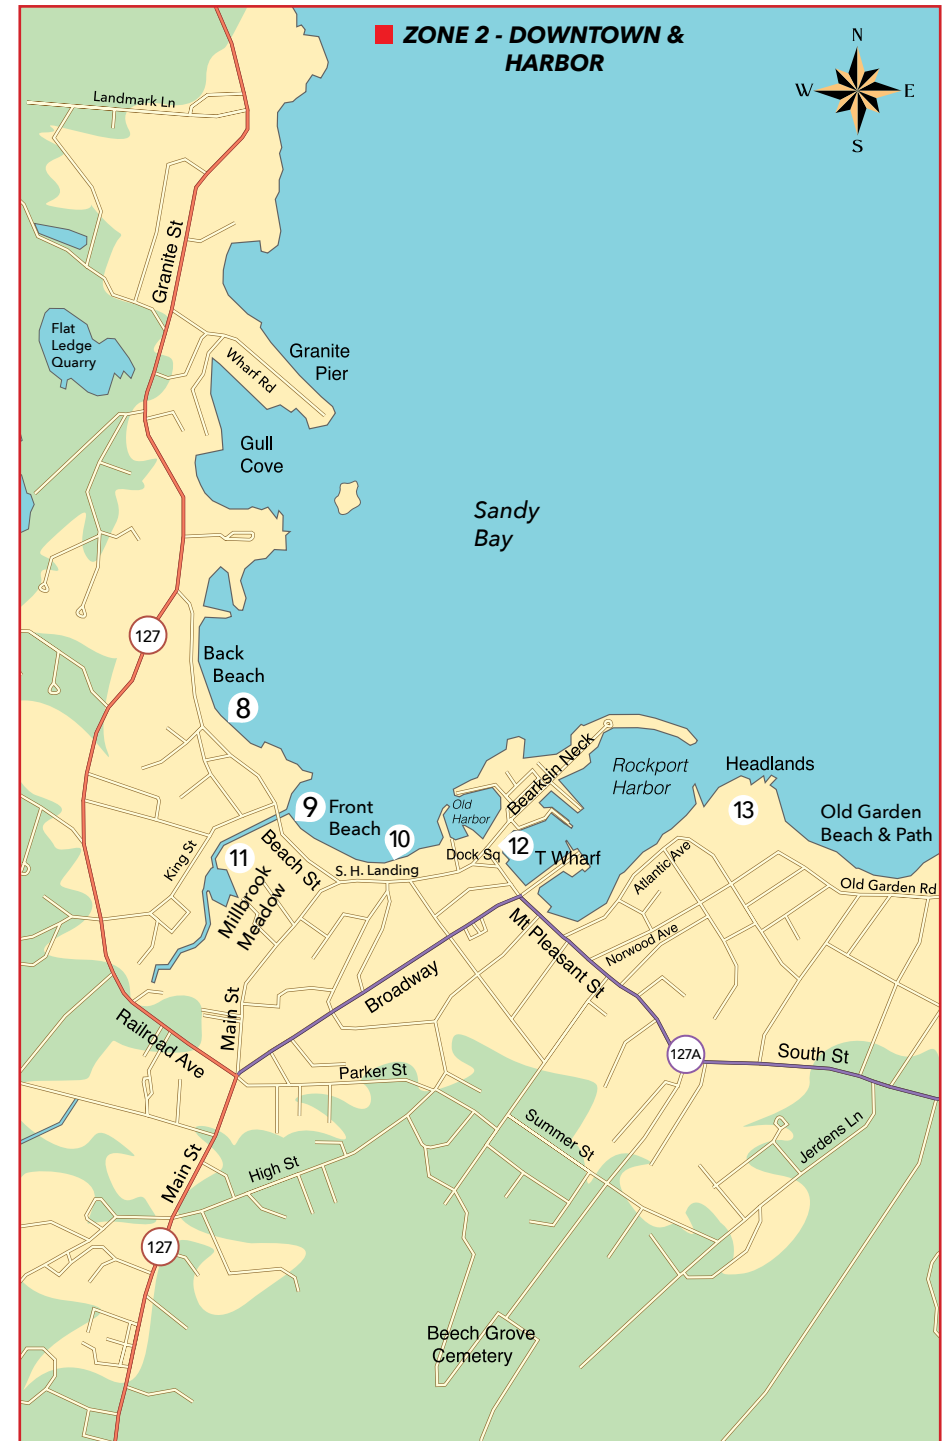 ZONE 2 - DOWNTOWN &
HARBOR
N
W
E
S
Landmark Ln
Granite St
Flat
Ledge
Quarry
Granite
Pier
Wharf Rd
Gull
Cove
Sandy
Bay
127
Back
Beach
8
Rockport
Harbor
Headlands
Bearksin Neck
9
Front
Beach
Old
Harbor
13
Old Garden
Beach & Path
10
12
King St
11
Beach St
Dock Sq
T Wharf
S. H. Landing
Atlantic Ave
Old Garden Rd
Millbrook
Meadow
Mt Pleasant St
Norwood Ave
Broadway
Main St
Railroad Ave
127A
South St
Parker St
Summer St
Jerdens Ln
Main St
High St
127
Beech Grove
Cemetery